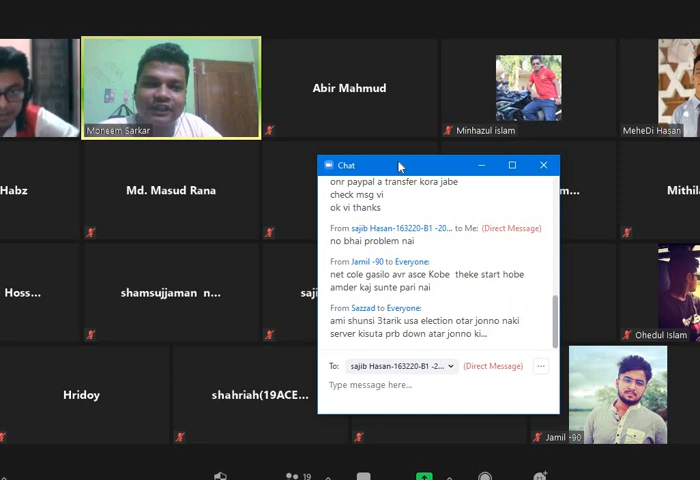 Moneem Sarkar
Abir Mahmud
Minhazul islam
MeheDi Hasan
Habz
Md. Masud Rana
m...
Mithil
Hoss...
shamsujjaman n...
saji
Ohedul Islam
Hridoy
shahriah(19ACE...
Jamil -90
Chat
onr paypal a transfer kora jabe
check msg vi
ok vi thanks
From sajib Hasan-163220-B1 -20... to Me: (Direct Message)
no bhai problem nai
From Jamil -90 to Everyone:
net cole gasilo avr asce Kobe theke start hobe
amder kaj sunte pari nai
From Sazzad to Everyone:
ami shunsi 3tarik usa election otar jonno naki
server kisuta prb down atar jonno ki...
To: sajib Hasan-163220-B1 -2... (Direct Message)
Type message here...
19